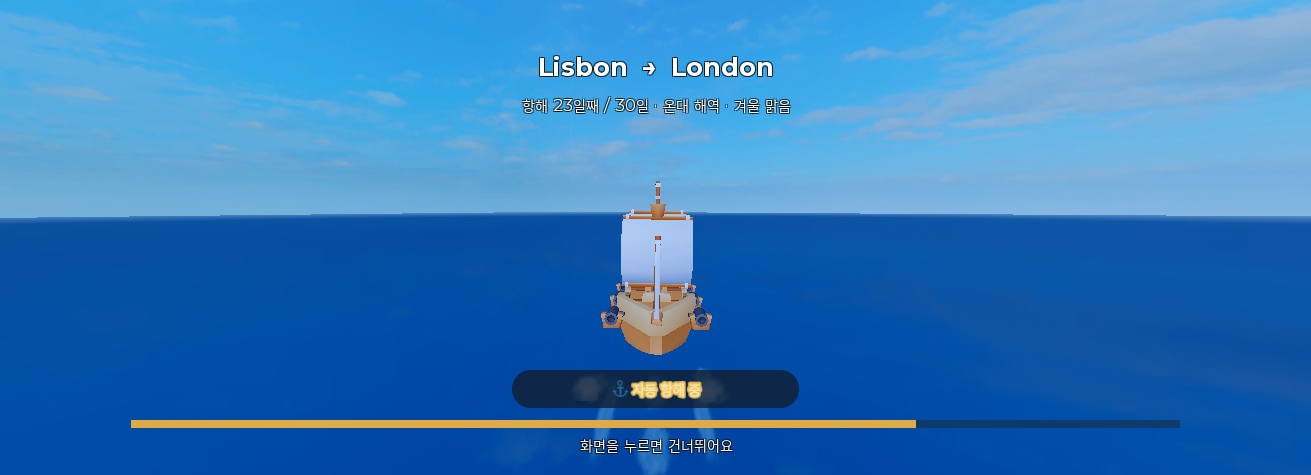 Lisbon → London
항해 23일째 / 30일 · 온대 해역 · 겨울 맑음
⚓ 자동 항해 중
화면을 누르면 건너뛰어요